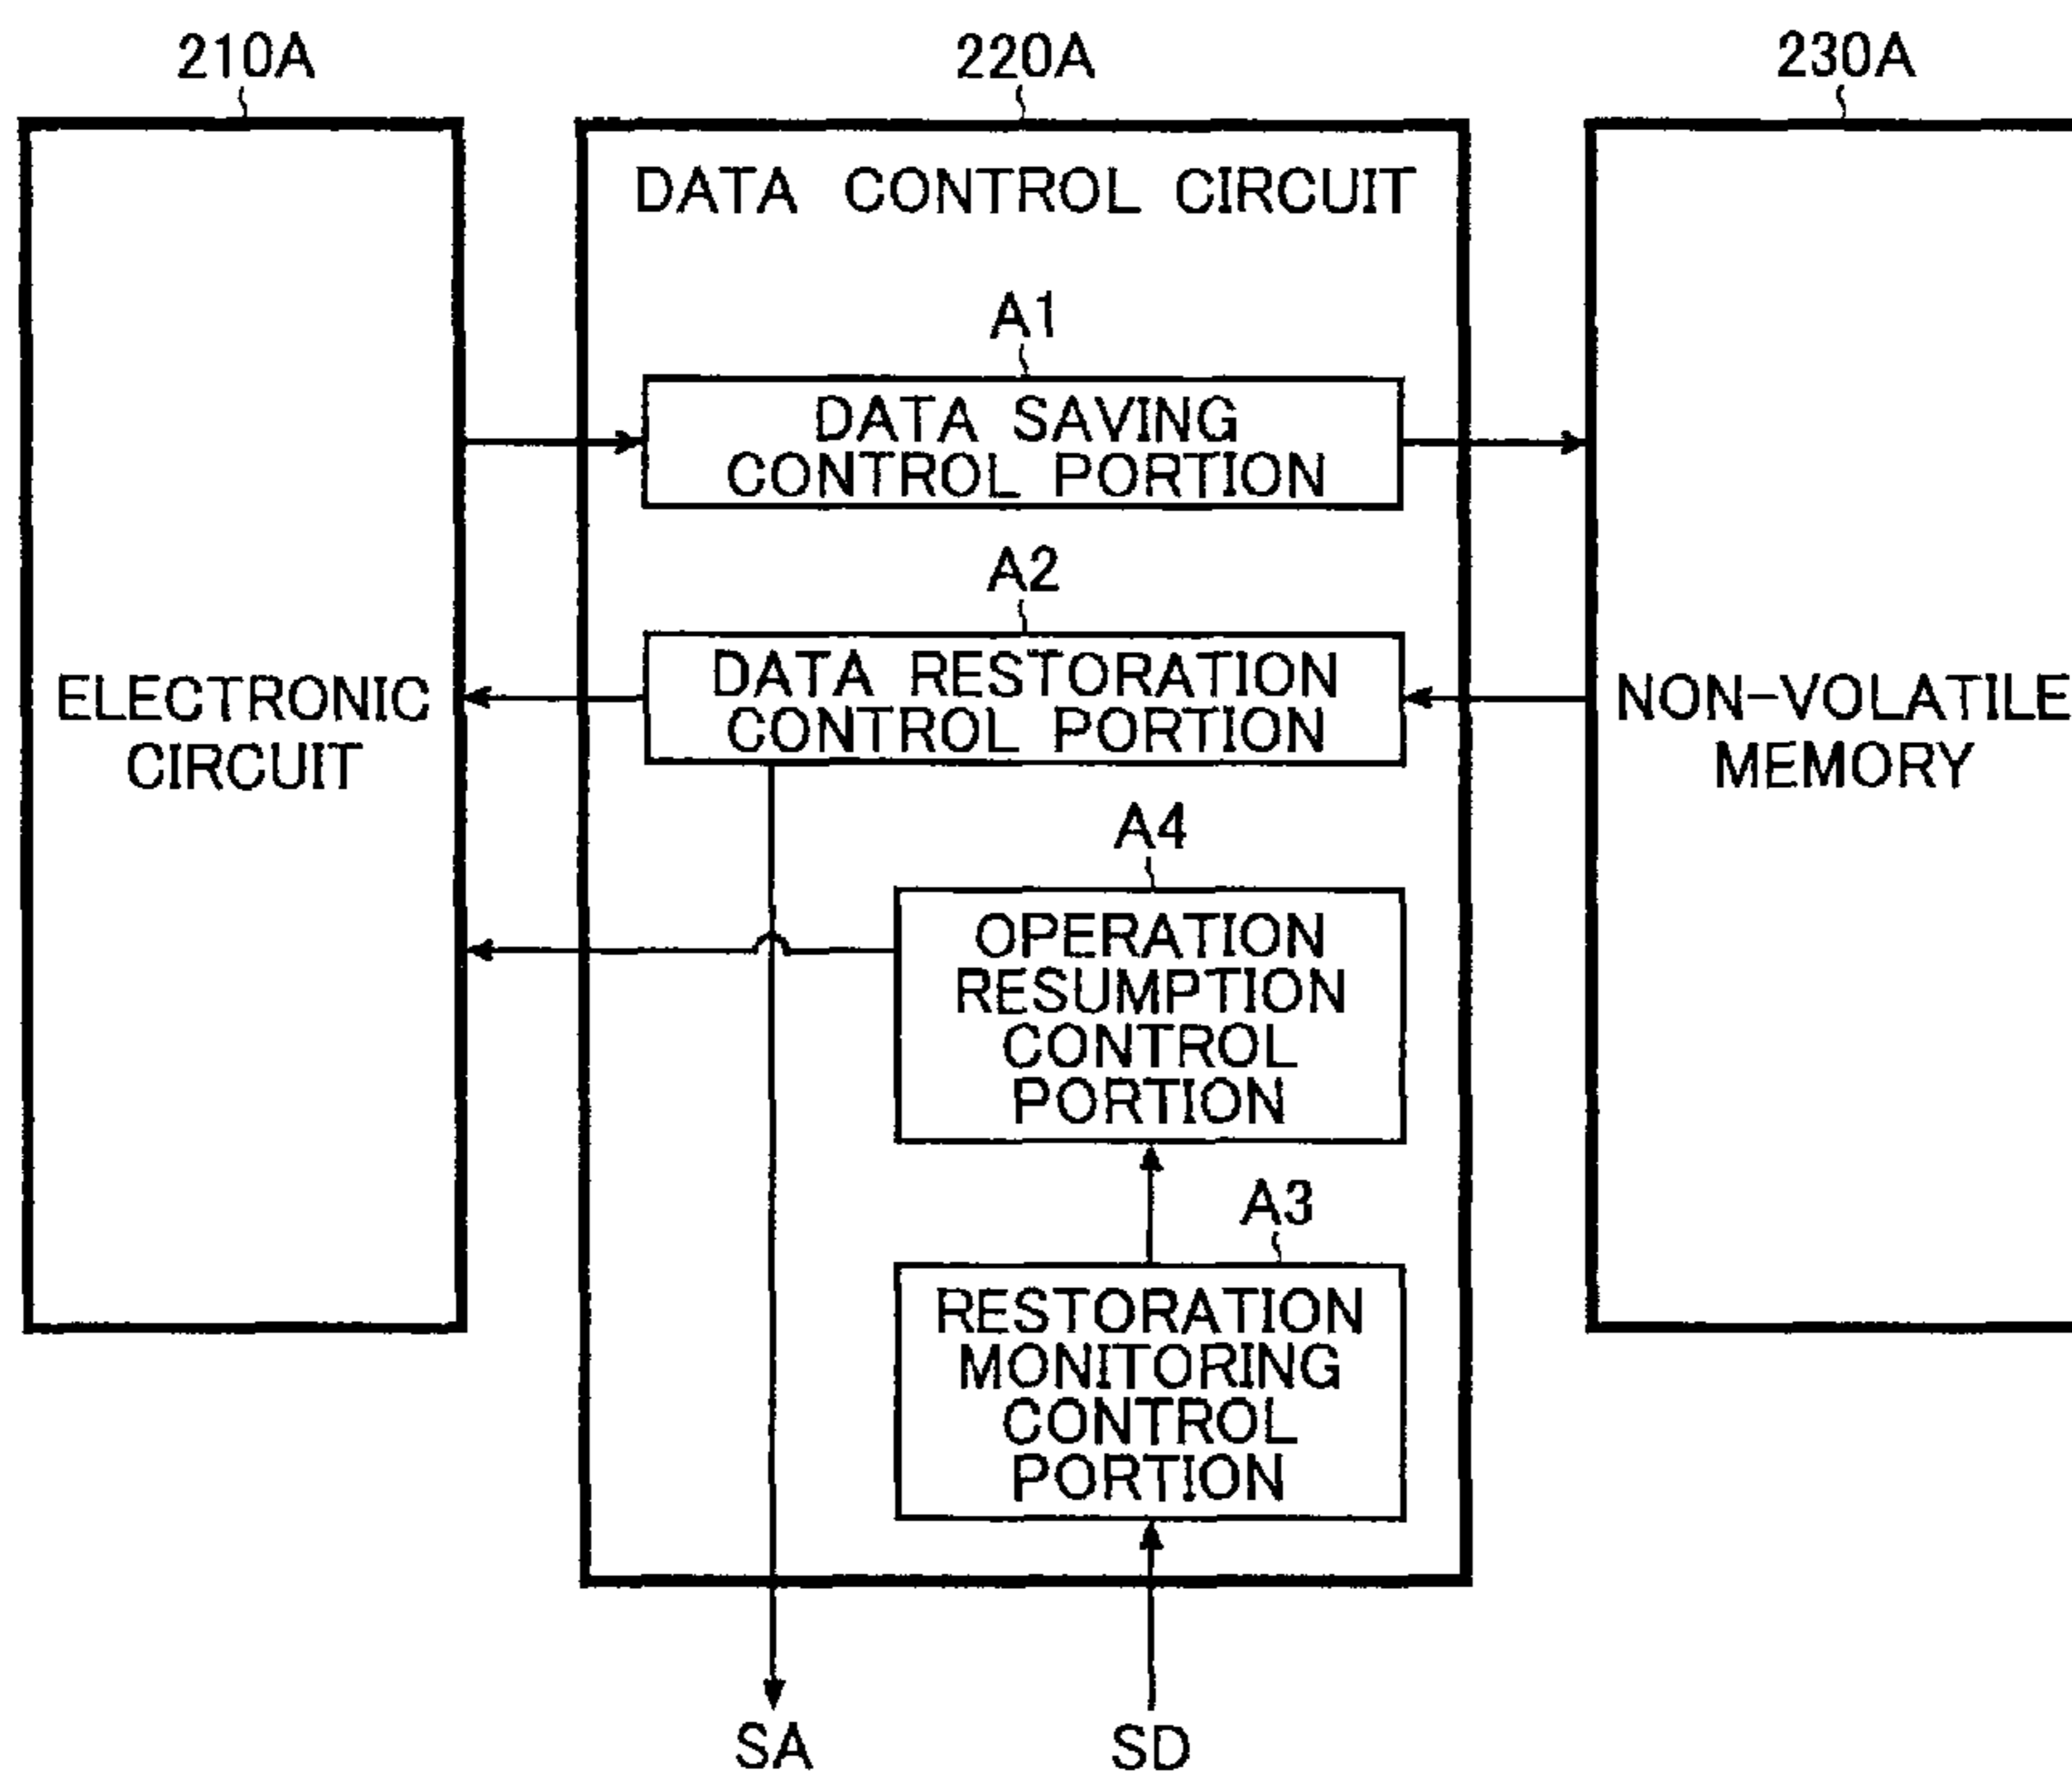 210A
220A
230A
DATA CONTROL CIRCUIT
A1
DATA SAVING
CONTROL PORTION
A2
DATA RESTORATION
CONTROL PORTION
ELECTRONIC
CIRCUIT
NON-VOLATILE
MEMORY
A4
OPERATION
RESUMPTION
CONTROL
PORTION
A3
RESTORATION
MONITORING
CONTROL
PORTION
SA
SD